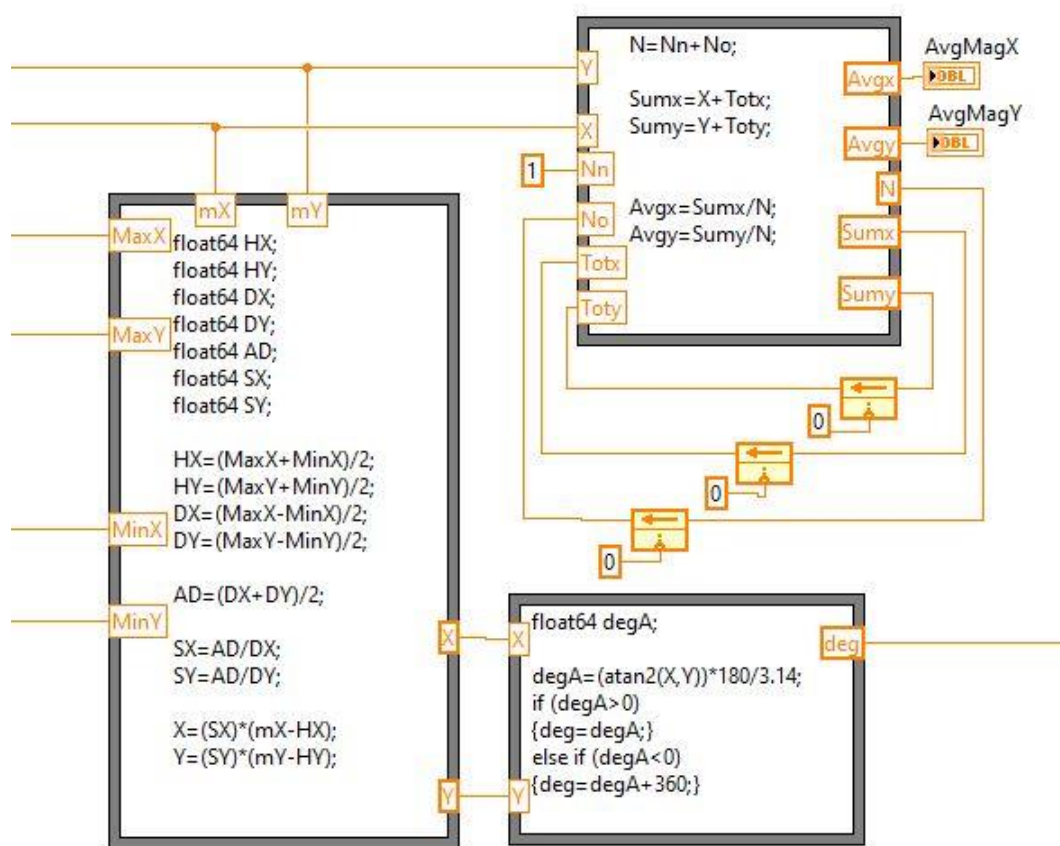 N=Nn+No;
Sumx=X+Totx;
Sumy=Y+Toty;
Avgx=Sumx/N;
Avgy=Sumy/N;
Y
X
1
Nn
No
Totx
Toty
Avgx
Avgy
N
Sumx
Sumy
AvgMagX
DBL
AvgMagY
DBL
0
0
0
mX
mY
MaxX
MaxY
MinX
MinY
float64 HX;
float64 HY;
float64 DX;
float64 DY;
float64 AD;
float64 SX;
float64 SY;
HX=(MaxX+MinX)/2;
HY=(MaxY+MinY)/2;
DX=(MaxX-MinX)/2;
DY=(MaxY-MinY)/2;
AD=(DX+DY)/2;
SX=AD/DX;
SY=AD/DY;
X=(SX)*(mX-HX);
Y=(SY)*(mY-HY);
X
Y
X
Y
float64 degA;
degA=(atan2(X,Y))*180/3.14;
if (degA>0)
{deg=degA;}
else if (degA<0)
{deg=degA+360;}
deg